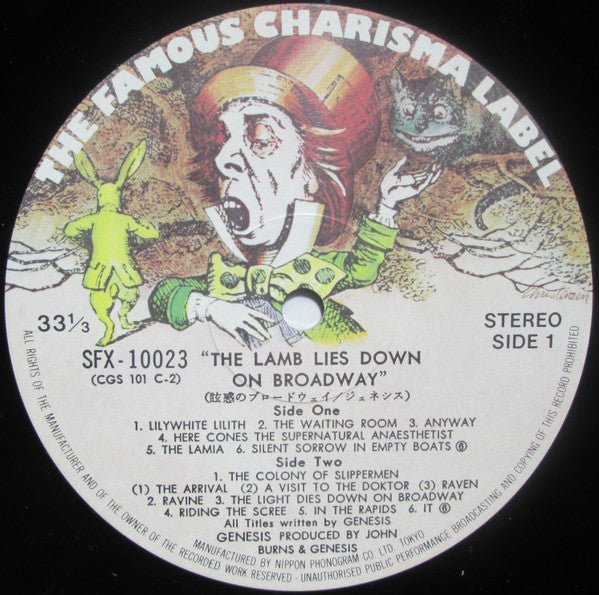 THE FAMOUS CHARISMA LABEL
Christensen
33⅓
STEREO
SIDE 1
SFX-10023
(CGS 101 C-2)
“THE LAMB LIES DOWN
ON BROADWAY”
(眩惑のブロードウェイ/ジェネシス)
Side One
1. LILYWHITE LILITH 2. THE WAITING ROOM 3. ANYWAY
4. HERE CONES THE SUPERNATURAL ANAESTHETIST
5. THE LAMIA 6. SILENT SORROW IN EMPTY BOATS ⑥
Side Two
1. THE COLONY OF SLIPPERMEN
(1) THE ARRIVAL (2) A VISIT TO THE DOKTOR (3) RAVEN
2. RAVINE 3. THE LIGHT DIES DOWN ON BROADWAY
4. RIDING THE SCREE 5. IN THE RAPIDS 6. IT ⑥
All Titles written by GENESIS
GENESIS PRODUCED BY JOHN
BURNS & GENESIS
MANUFACTURED BY NIPPON PHONOGRAM CO. LTD. TOKYO
ALL RIGHTS OF THE MANUFACTURER AND OF THE OWNER OF THE RECORDED WORK RESERVED - UNAUTHORISED PUBLIC PERFORMANCE BROADCASTING AND COPYING OF THIS RECORD PROHIBITED